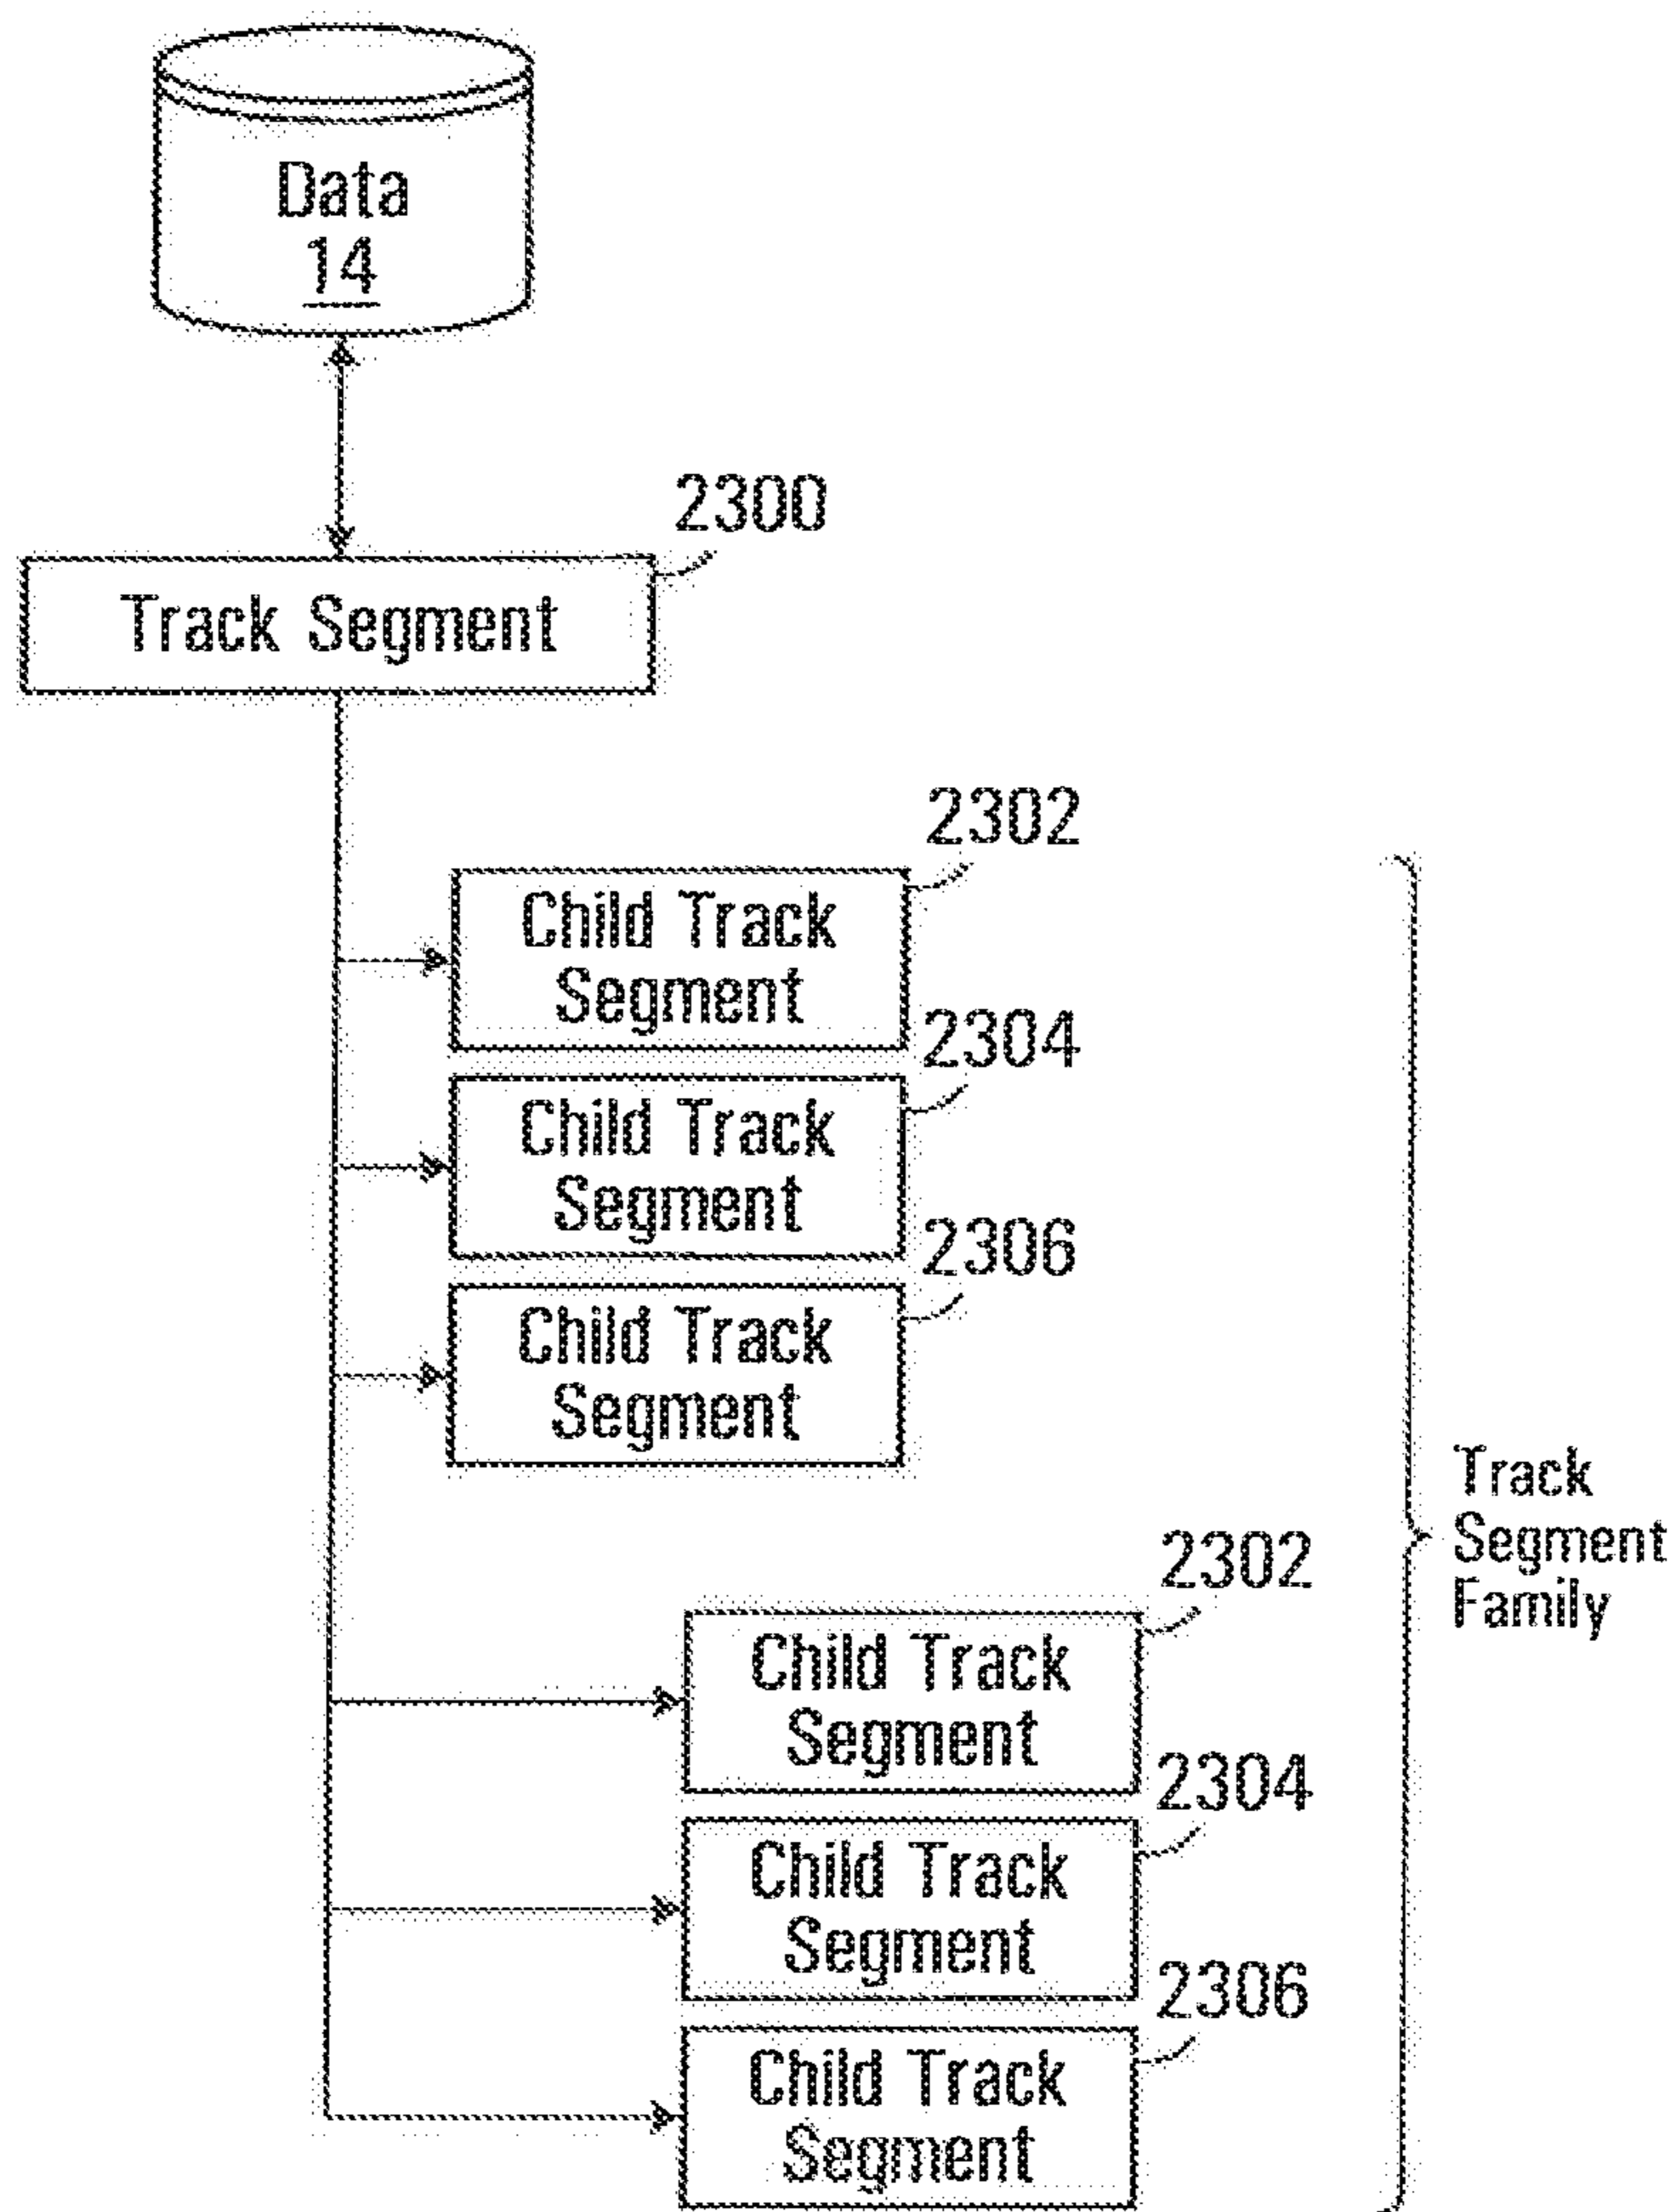 Data
14
2300
Track Segment
2302
Child Track
Segment
2304
Child Track
Segment
2306
Child Track
Segment
Track
Segment
Family
2302
Child Track
Segment
2304
Child Track
Segment
2306
Child Track
Segment